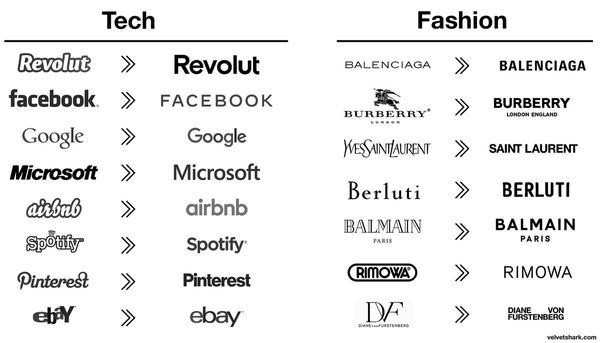 Tech
Revolut » Revolut
facebook® » FACEBOOK
Google » Google
Microsoft » Microsoft
airbnb » airbnb
Spotify » Spotify®
Pinterest » Pinterest
ebaY » ebay
Fashion
BALENCIAGA » BALENCIAGA
BURBERRY® » BURBERRY
LONDON LONDON ENGLAND
YVESSAINTLAURENT » SAINT LAURENT
Berluti » BERLUTI
BALMAIN » BALMAIN
PARIS PARIS
RIMOWA® » RIMOWA
DVF » DIANE VON
DIANE VON FURSTENBERG FURSTENBERG
velvetshark.com